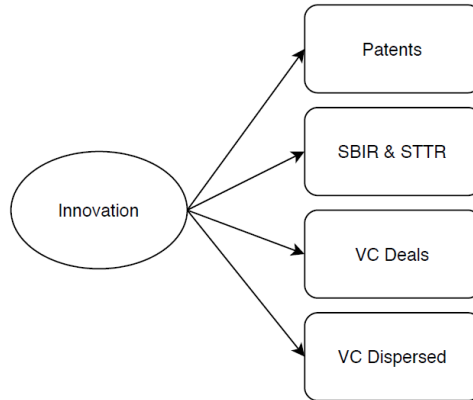 Patents
SBIR & STTR
Innovation
VC Deals
VC Dispersed